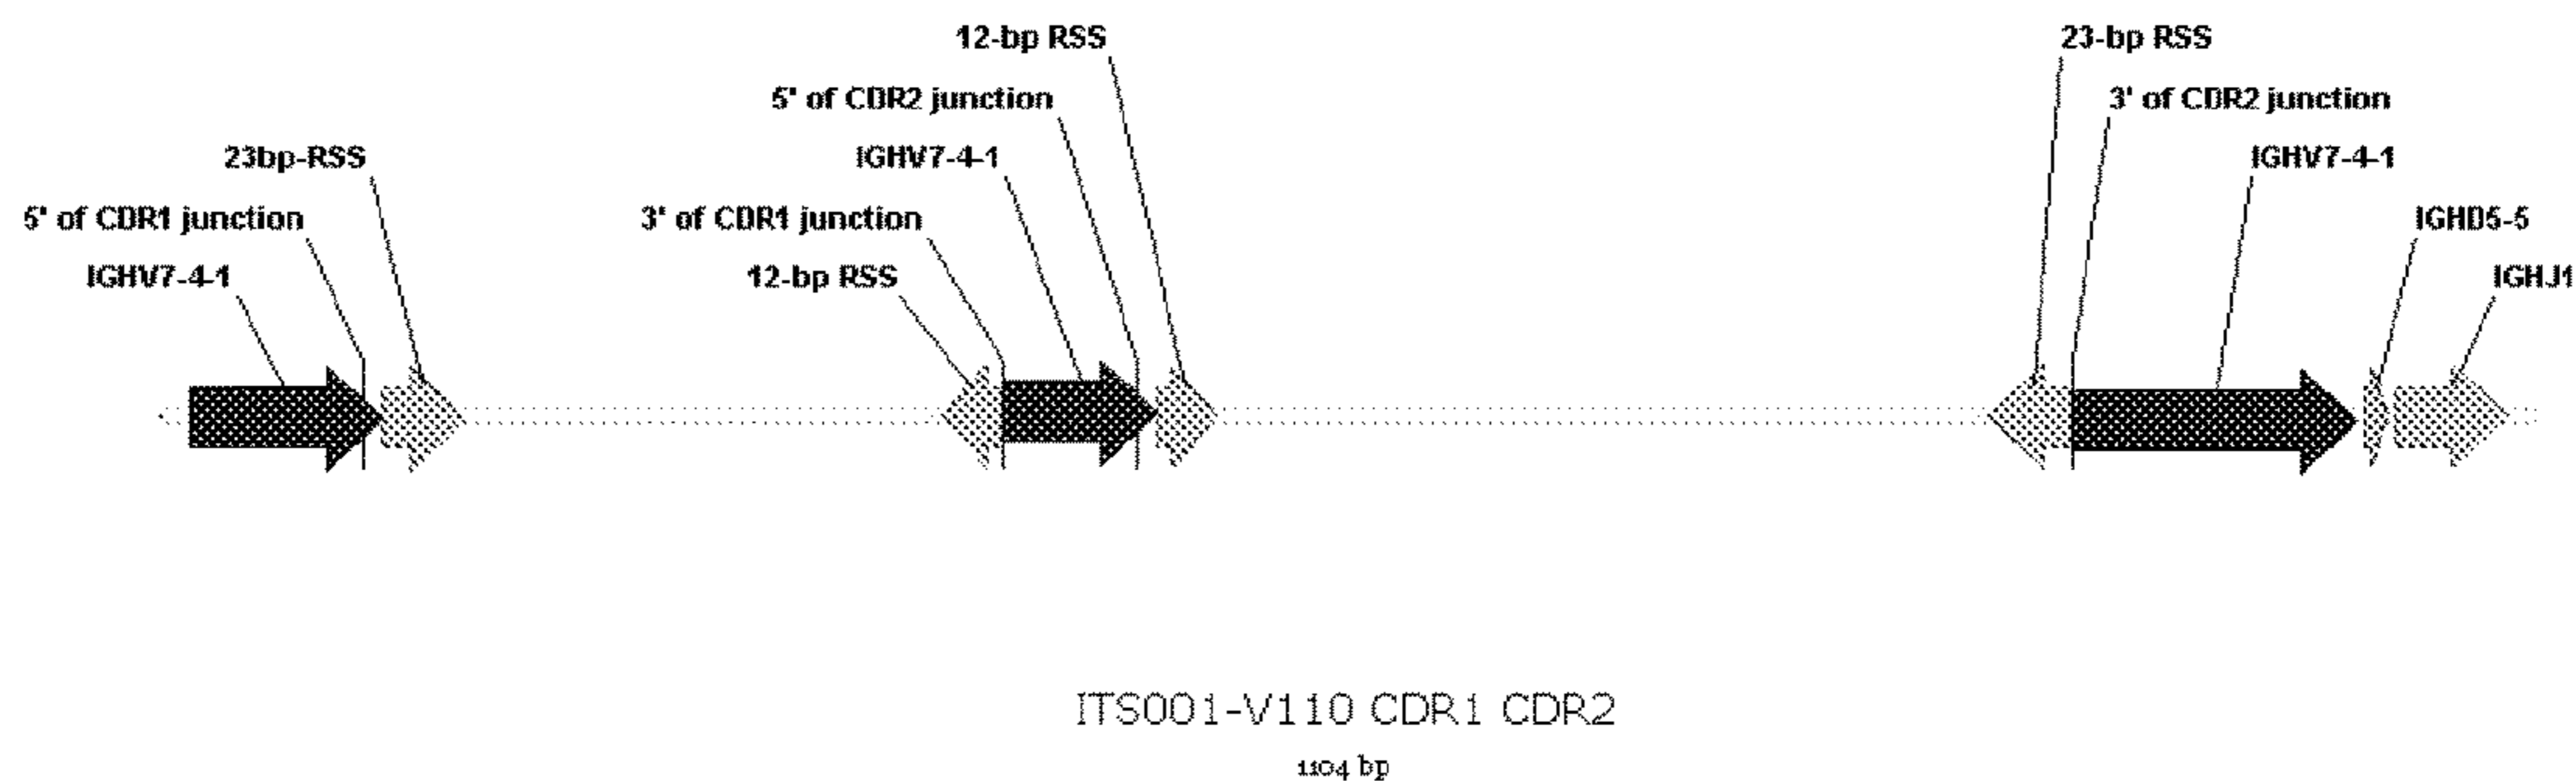 12-bp RSS
23-bp RSS
5' of CDR2 junction
3' of CDR2 junction
23bp-RSS
IGHV7-4-1
IGHV7-4-1
5' of CDR1 junction
3' of CDR1 junction
IGHD5-5
IGHV7-4-1
12-bp RSS
IGHJ1
ITS001-V110 CDR1 CDR2
1104 bp